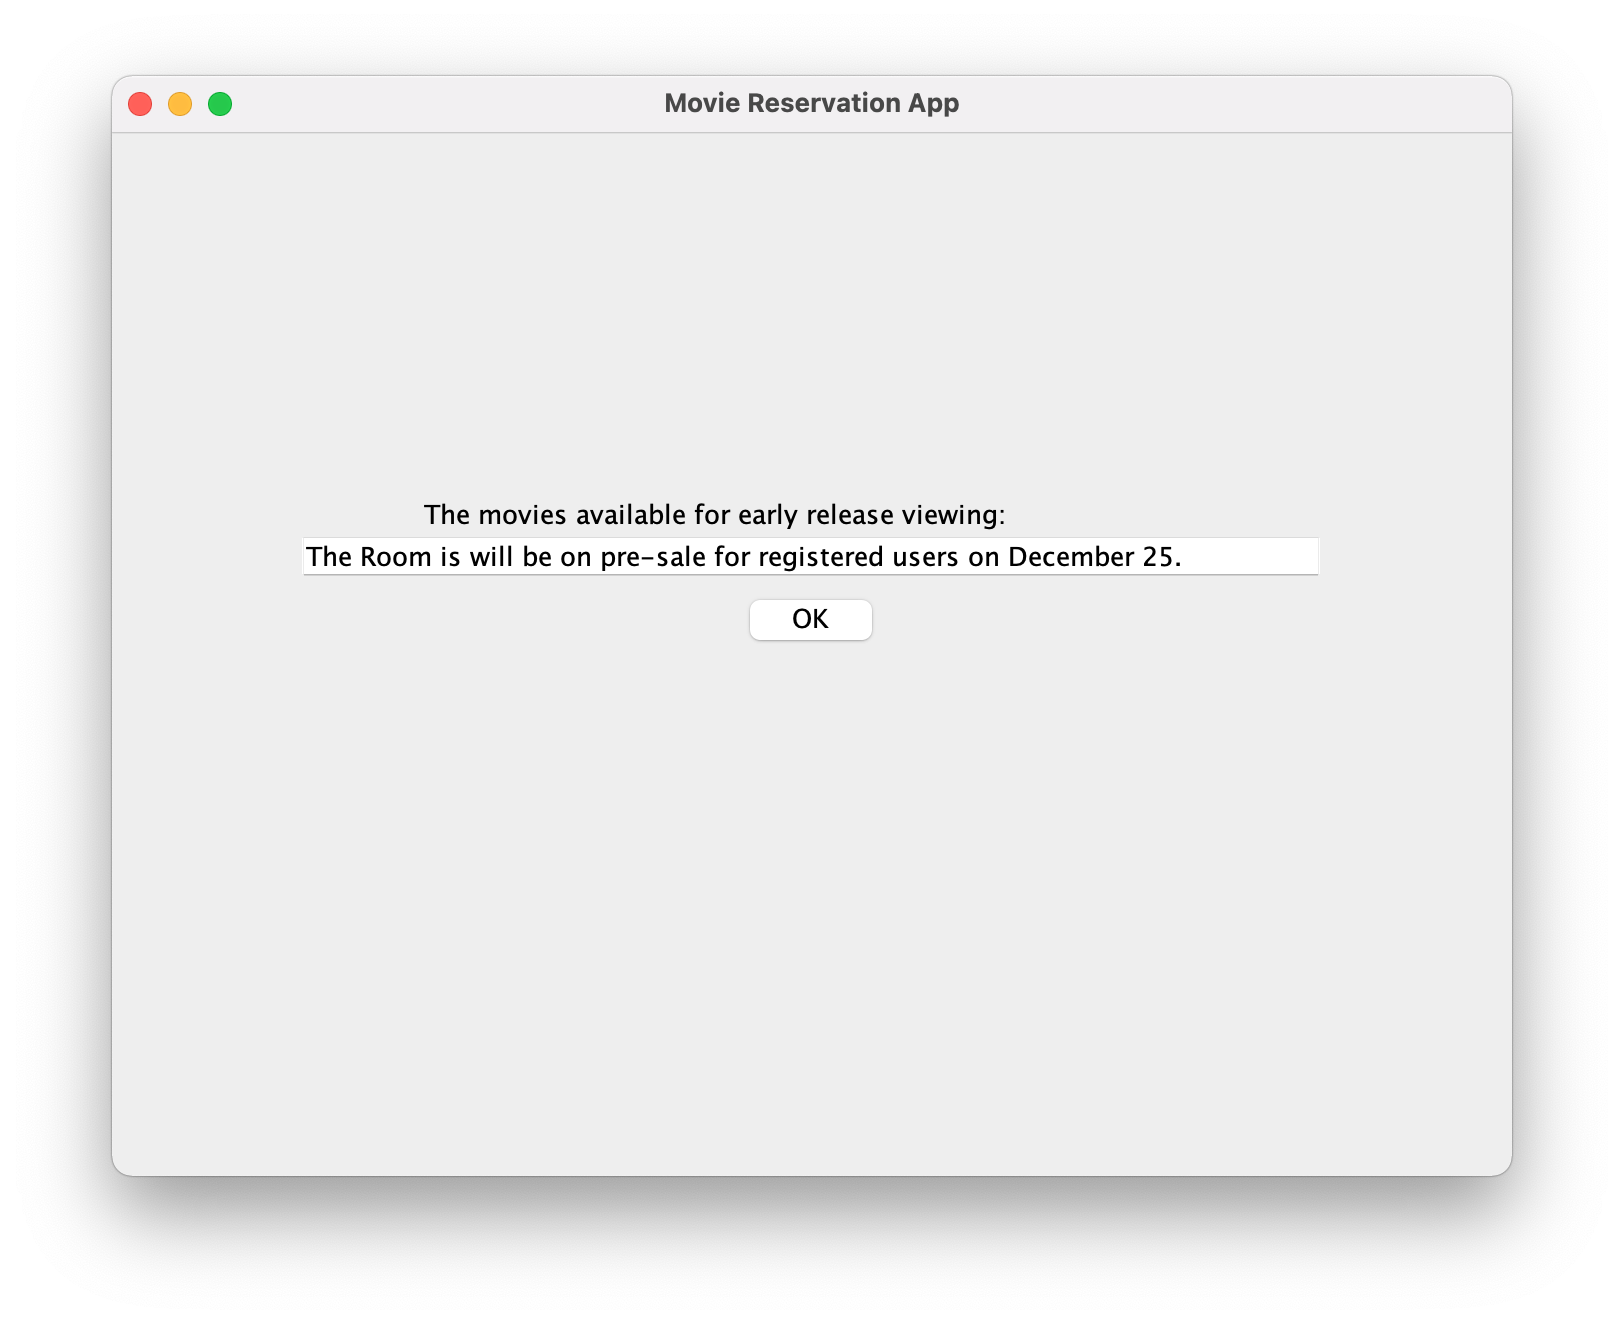 Movie Reservation App
The movies available for early release viewing:
The Room is will be on pre-sale for registered users on December 25.
OK